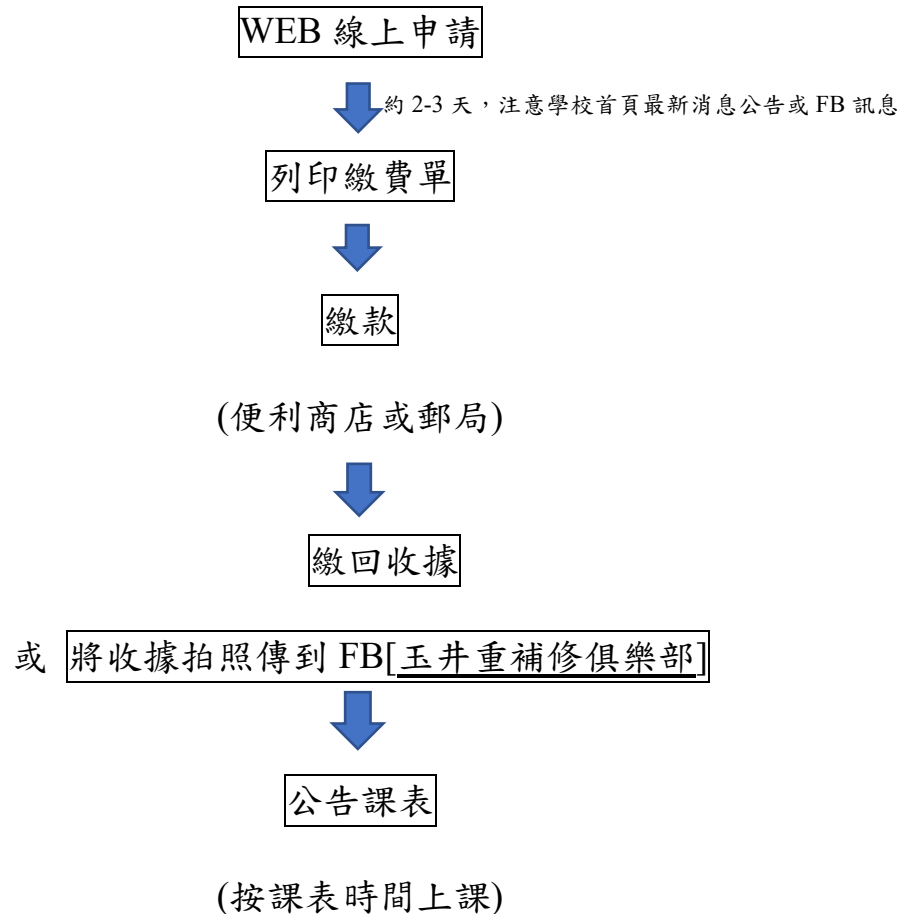 WEB 線上申請
約 2-3 天，注意學校首頁最新消息公告或 FB 訊息
列印繳費單
繳款
(便利商店或郵局)
繳回收據
或 將收據拍照傳到 FB[玉井重補修俱樂部]
公告課表
(按課表時間上課)